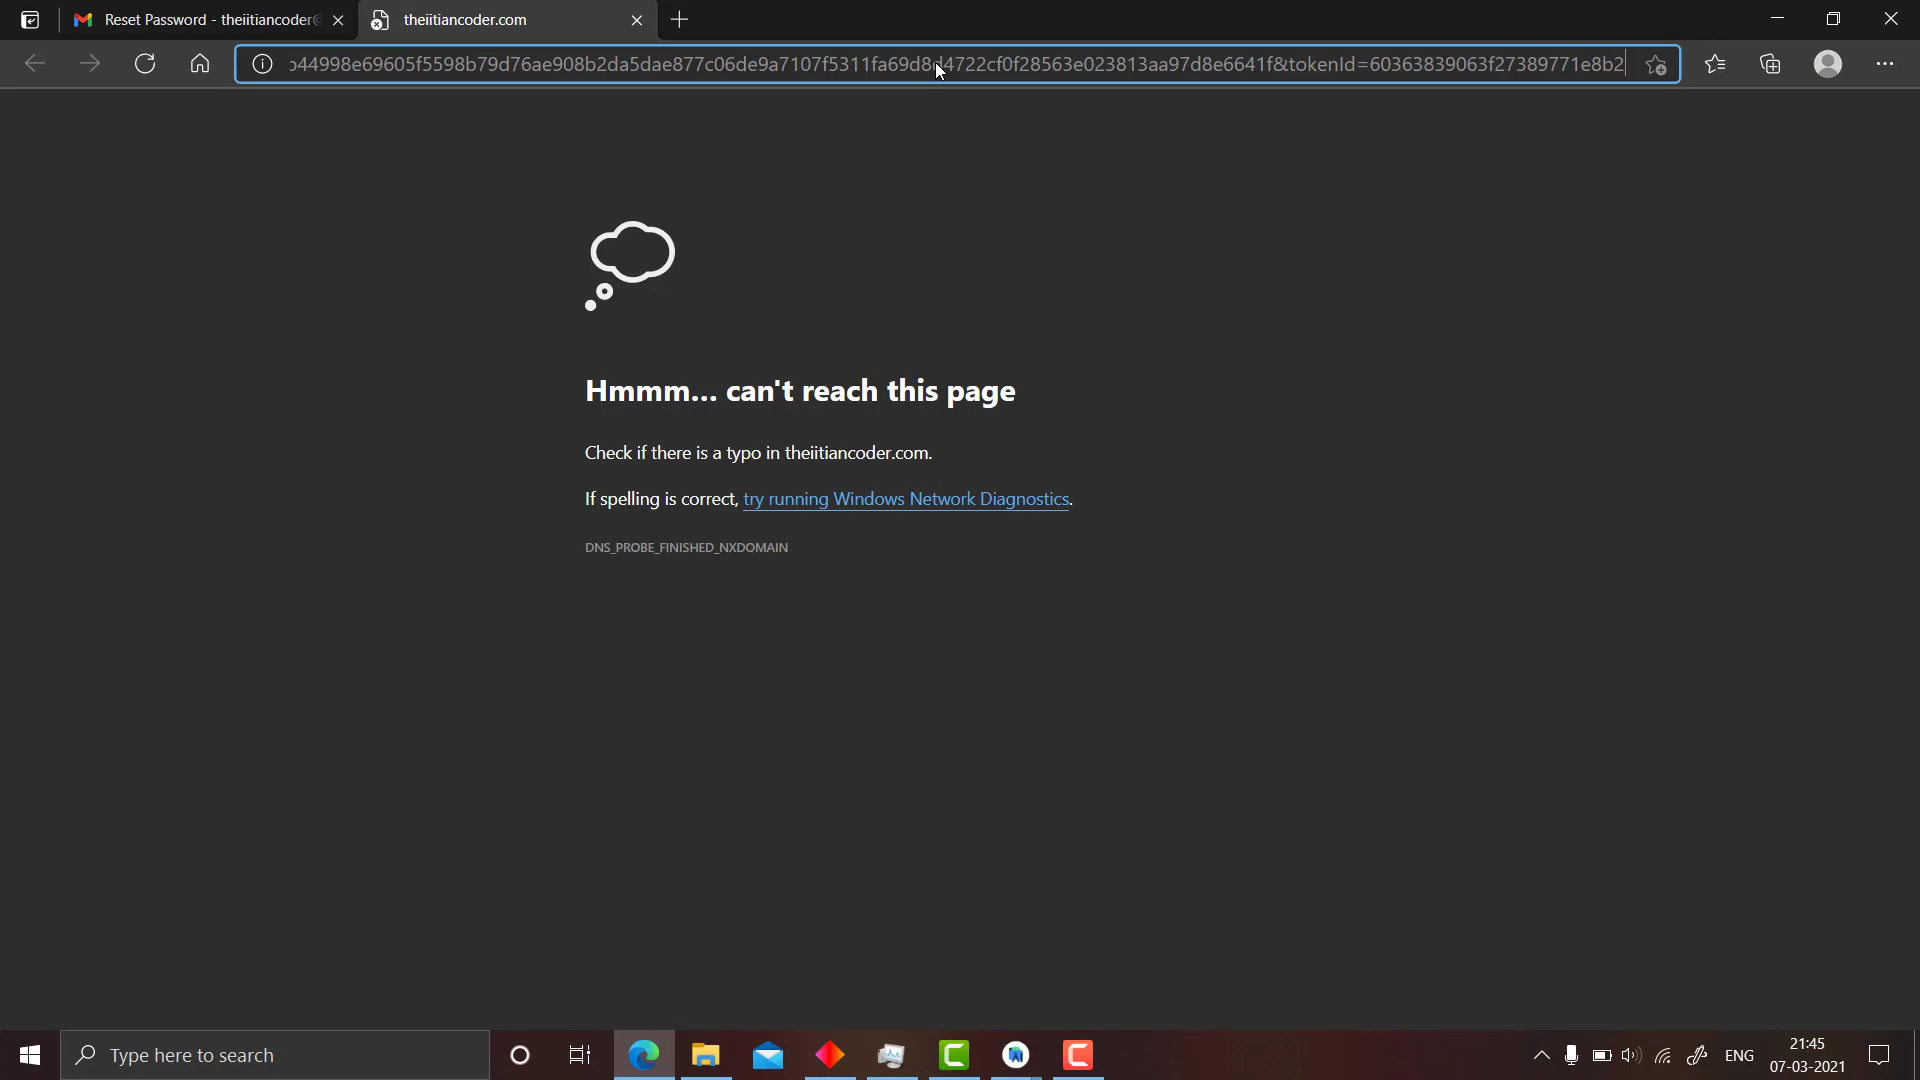 Reset Password - theiitiancoder@
theiitiancoder.com
b44998e69605f5598b79d76ae908b2da5dae877c06de9a7107f5311fa69d8d4722cf0f28563e023813aa97d8e6641f&tokenId=60363839063f27389771e8b2
Hmmm... can't reach this page
Check if there is a typo in theiitiancoder.com.
If spelling is correct, try running Windows Network Diagnostics.
DNS_PROBE_FINISHED_NXDOMAIN
Type here to search
ENG
21:45
07-03-2021